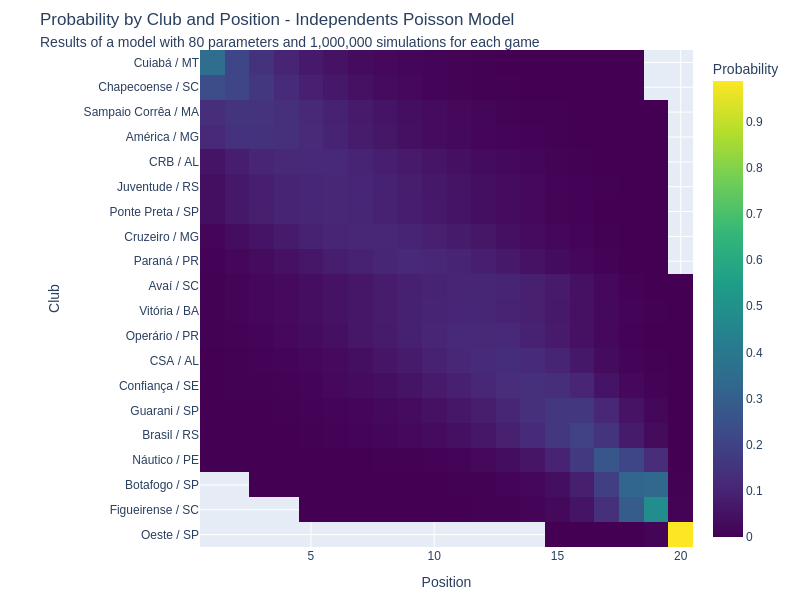 Probability by Club and Position - Independents Poisson Model
Results of a model with 80 parameters and 1,000,000 simulations for each game
Probability
Cuiabá / MT
Chapecoense / SC
Sampaio Corrêa / MA
América / MG
CRB / AL
Juventude / RS
Ponte Preta / SP
Cruzeiro / MG
Paraná / PR
Avaí / SC
Vitória / BA
Operário / PR
CSA / AL
Confiança / SE
Guarani / SP
Brasil / RS
Náutico / PE
Botafogo / SP
Figueirense / SC
Oeste / SP
Club
5
10
15
20
Position
0.9
0.8
0.7
0.6
0.5
0.4
0.3
0.2
0.1
0